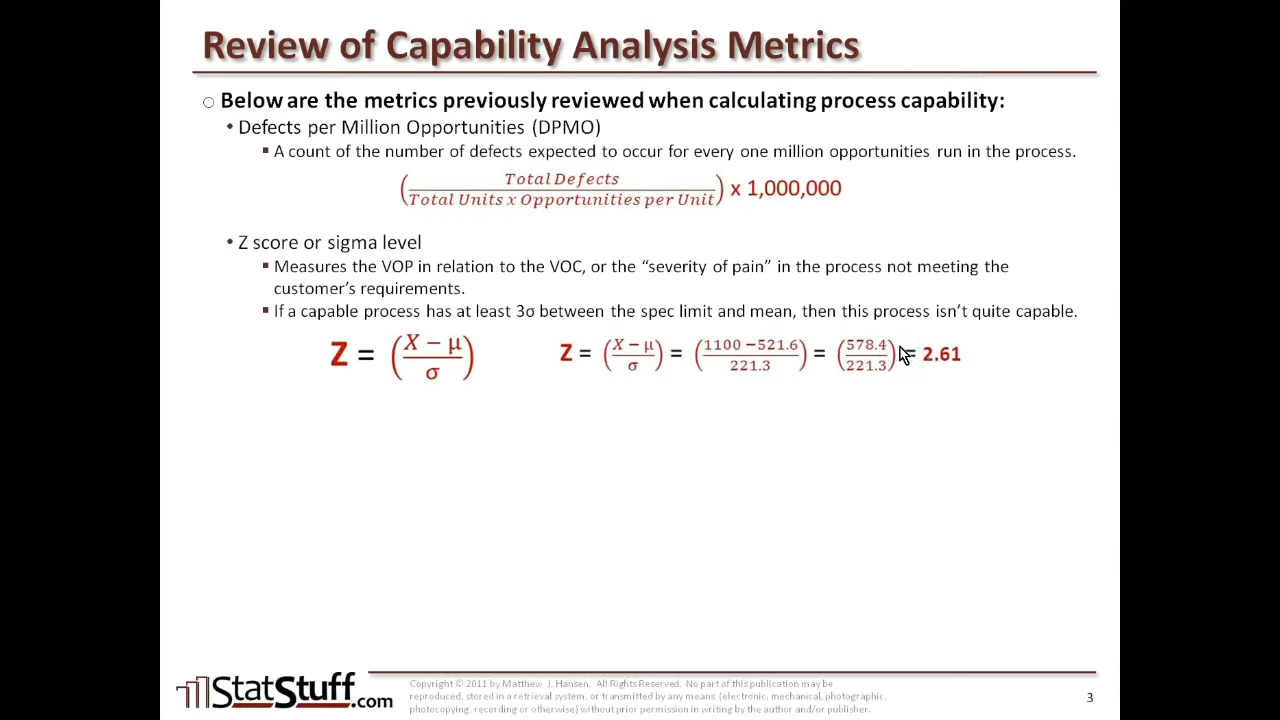 Review of Capability Analysis Metrics
Below are the metrics previously reviewed when calculating process capability:
• Defects per Million Opportunities (DPMO)
▪ A count of the number of defects expected to occur for every one million opportunities run in the process.
(Total Defects / Total Units x Opportunities per Unit) x 1,000,000
• Z score or sigma level
▪ Measures the VOP in relation to the VOC, or the “severity of pain” in the process not meeting the
customer’s requirements.
▪ If a capable process has at least 3σ between the spec limit and mean, then this process isn’t quite capable.
Z = (X – µ / σ) Z = (X – µ / σ) = (1100 –521.6 / 221.3) = (578.4 / 221.3) = 2.61
StatStuff.com
Copyright © 2011 by Matthew J. Hansen. All Rights Reserved. No part of this publication may be
reproduced, stored in a retrieval system, or transmitted by any means (electronic, mechanical, photographic,
photocopying, recording or otherwise) without prior permission in writing by the author and/or publisher.
3